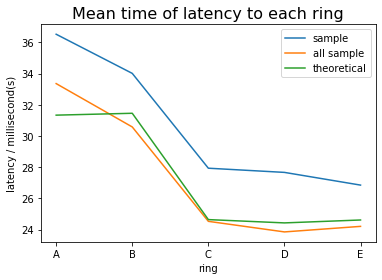 Mean time of latency to each ring
sample
all sample
theoretical
latency / millisecond(s)
36
34
32
30
28
26
24
A B C D E
ring